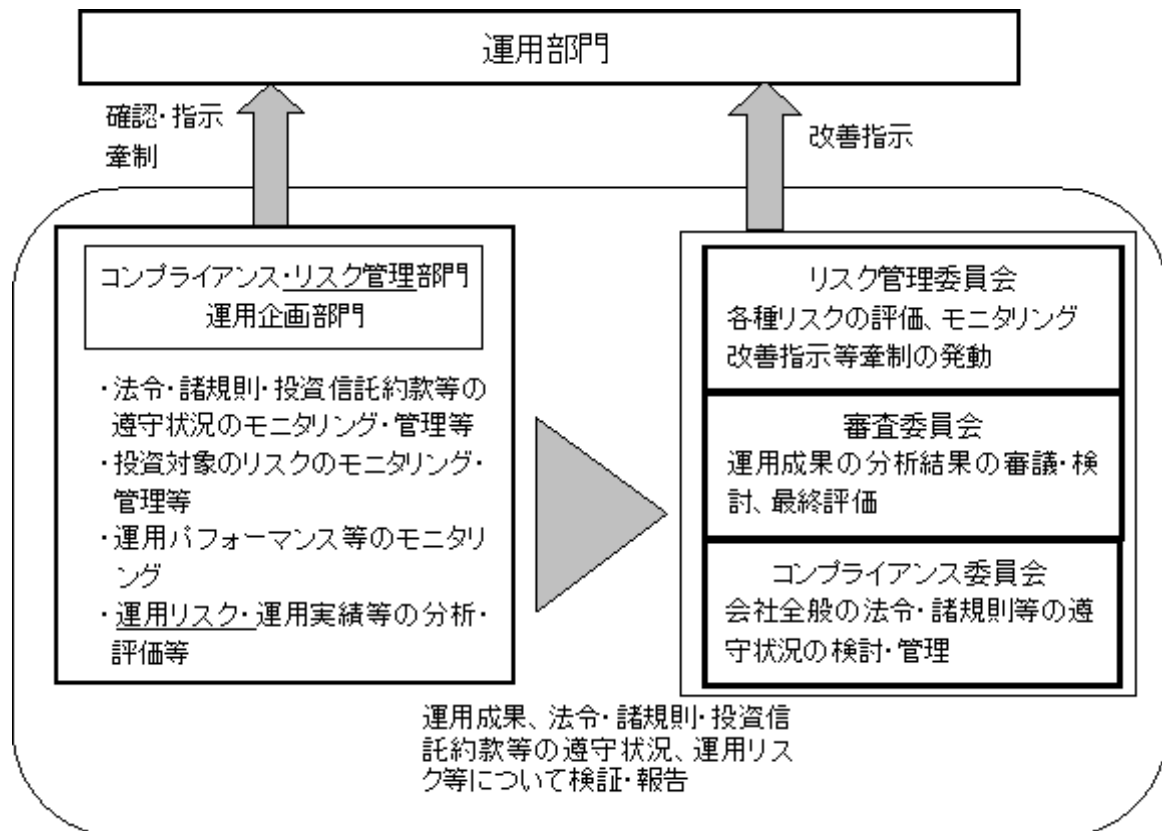 運用部門
確認・指示
牽制
改善指示
コンプライアンス・リスク管理部門
運用企画部門
・法令・諸規則・投資信託約款等の
遵守状況のモニタリング・管理等
・投資対象のリスクのモニタリング・
管理等
・運用パフォーマンス等のモニタリ
ング
・運用リスク・運用実績等の分析・
評価等
リスク管理委員会
各種リスクの評価、モニタリング
改善指示等牽制の発動
審査委員会
運用成果の分析結果の審議・検
討、最終評価
コンプライアンス委員会
会社全般の法令・諸規則等の遵
守状況の検討・管理
運用成果、法令・諸規則・投資信
託約款等の遵守状況、運用リス
ク等について検証・報告